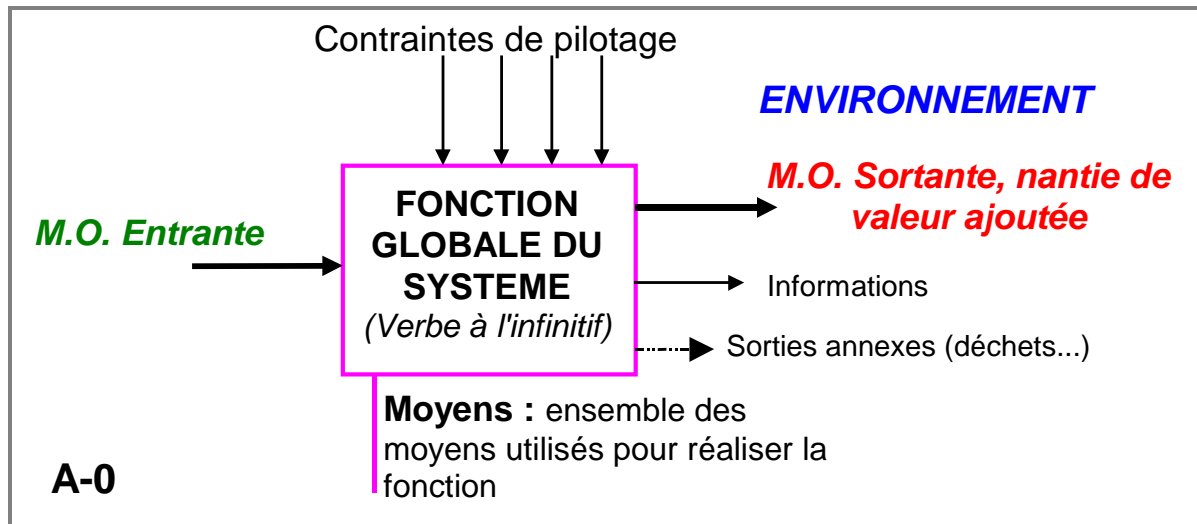 Contraintes de pilotage
ENVIRONNEMENT
M.O. Entrante
FONCTION
GLOBALE DU
SYSTEME
(Verbe à l'infinitif)
M.O. Sortante, nantie de
valeur ajoutée
Informations
Sorties annexes (déchets...)
Moyens : ensemble des
moyens utilisés pour réaliser la
fonction
A-0